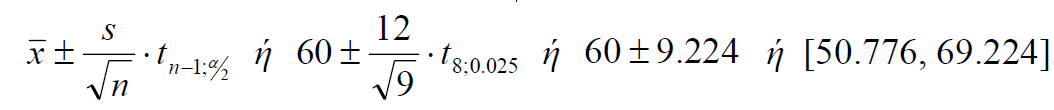 x̄ ± s/√n · t_{n−1;α/2} ή 60 ± 12/√9 · t_{8;0.025} ή 60 ± 9.224 ή [50.776, 69.224]